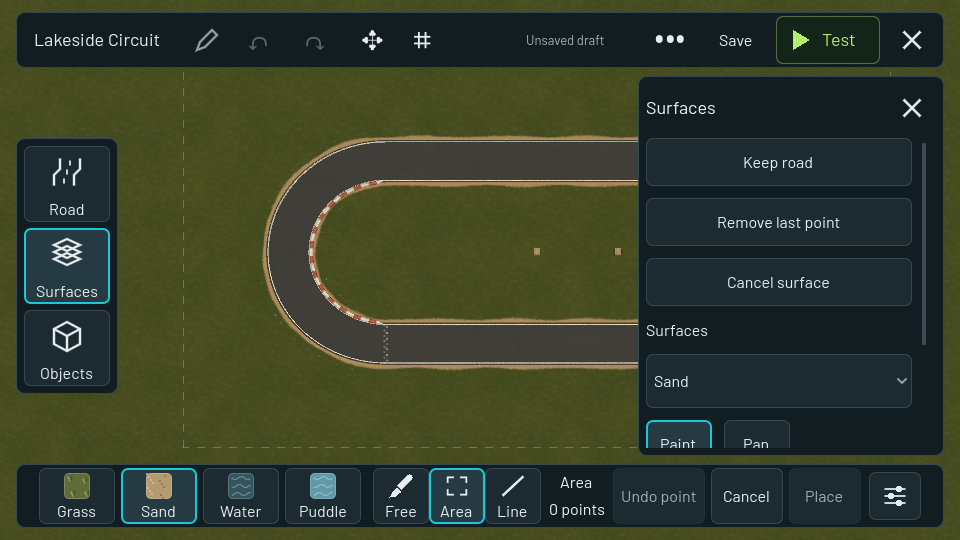 Lakeside Circuit
Unsaved draft
Save
Test
Road
Surfaces
Objects
Surfaces
Keep road
Remove last point
Cancel surface
Surfaces
Sand
Paint
Pan
Grass
Sand
Water
Puddle
Free
Area
Line
Area
0 points
Undo point
Cancel
Place